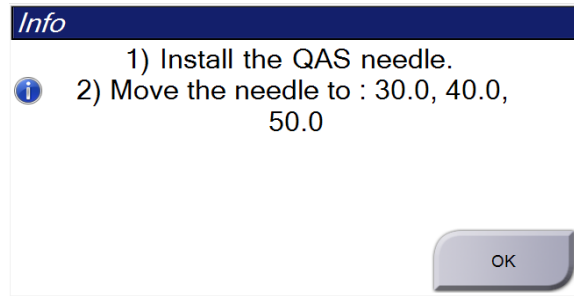 Info
1) Install the QAS needle.
2) Move the needle to : 30.0, 40.0,
50.0
OK